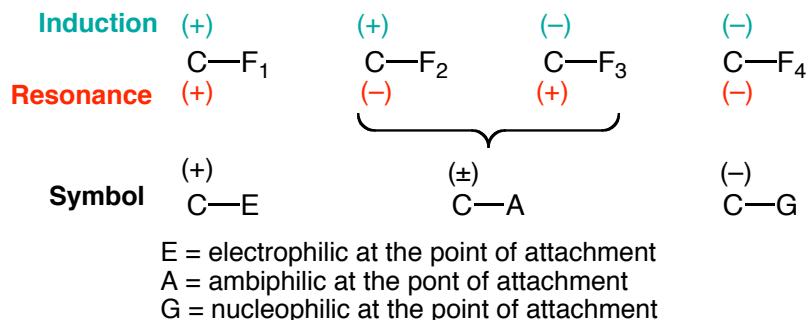 Induction (+) (+) (–) (–)
C—F₁ C—F₂ C—F₃ C—F₄
Resonance (+) (–) (+) (–)
(+) (±) (–)
Symbol C—E C—A C—G
E = electrophilic at the point of attachment
A = ambiphilic at the pont of attachment
G = nucleophilic at the point of attachment